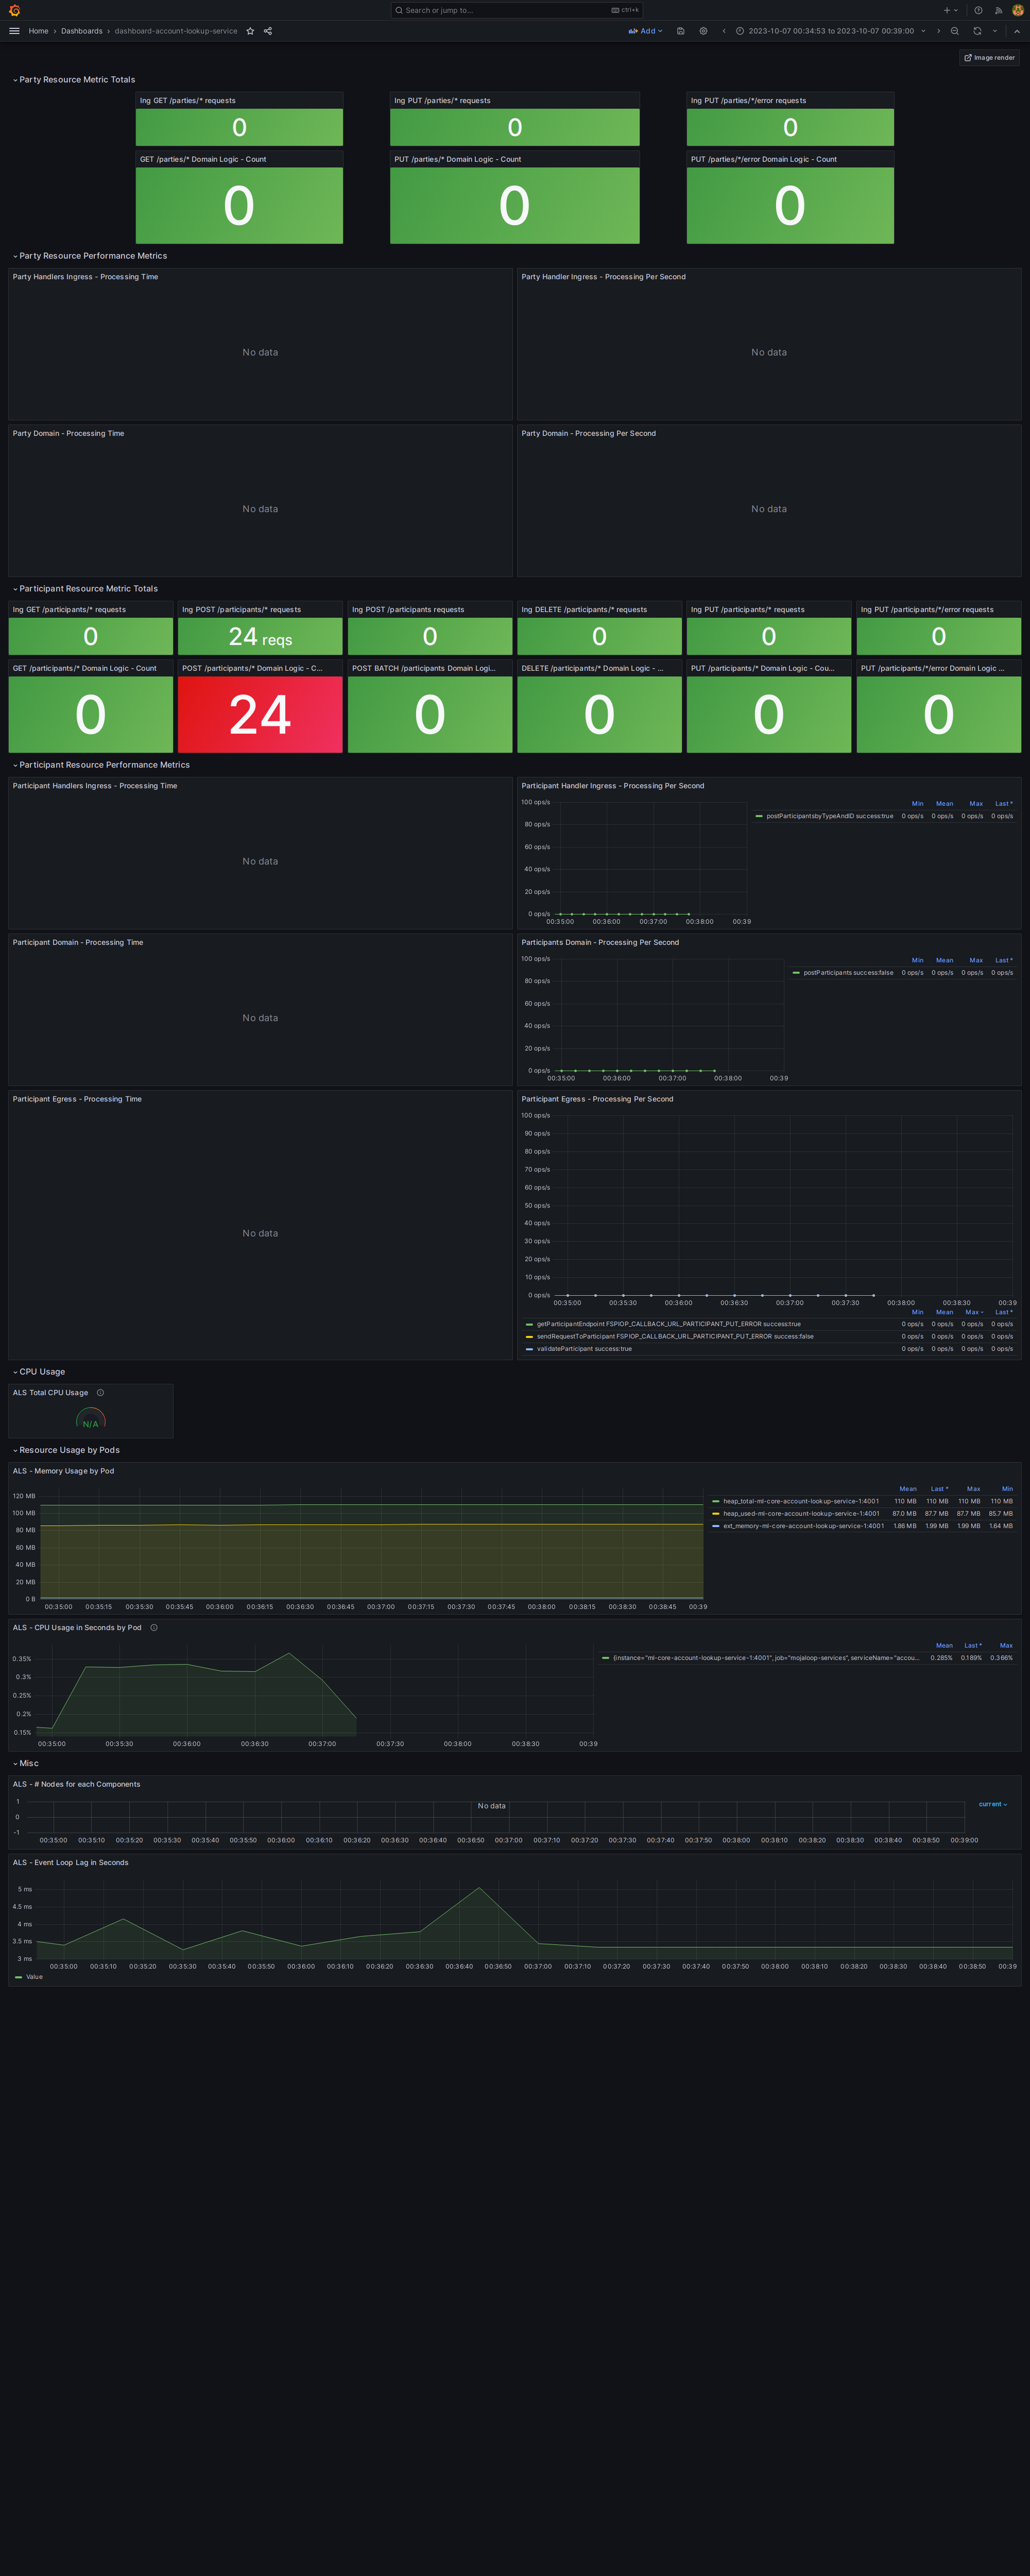 Search or jump to...
ctrl+k
Home › Dashboards › dashboard-account-lookup-service
Add
2023-10-07 00:34:53 to 2023-10-07 00:39:00
Image render
Party Resource Metric Totals
Ing GET /parties/* requests
0
Ing PUT /parties/* requests
0
Ing PUT /parties/*/error requests
0
GET /parties/* Domain Logic - Count
0
PUT /parties/* Domain Logic - Count
0
PUT /parties/*/error Domain Logic - Count
0
Party Resource Performance Metrics
Party Handlers Ingress - Processing Time
No data
Party Handler Ingress - Processing Per Second
No data
Party Domain - Processing Time
No data
Party Domain - Processing Per Second
No data
Participant Resource Metric Totals
Ing GET /participants/* requests
0
Ing POST /participants/* requests
24 reqs
Ing POST /participants requests
0
Ing DELETE /participants/* requests
0
Ing PUT /participants/* requests
0
Ing PUT /participants/*/error requests
0
GET /participants/* Domain Logic - Count
0
POST /participants/* Domain Logic - C...
24
POST BATCH /participants Domain Logi...
0
DELETE /participants/* Domain Logic - ...
0
PUT /participants/* Domain Logic - Cou...
0
PUT /participants/*/error Domain Logic ...
0
Participant Resource Performance Metrics
Participant Handlers Ingress - Processing Time
No data
Participant Handler Ingress - Processing Per Second
100 ops/s
80 ops/s
60 ops/s
40 ops/s
20 ops/s
0 ops/s
00:35:00 00:36:00 00:37:00 00:38:00 00:39
Min Mean Max Last *
postParticipantsbyTypeAndID success:true 0 ops/s 0 ops/s 0 ops/s 0 ops/s
Participant Domain - Processing Time
No data
Participants Domain - Processing Per Second
100 ops/s
80 ops/s
60 ops/s
40 ops/s
20 ops/s
0 ops/s
00:35:00 00:36:00 00:37:00 00:38:00 00:39
Min Mean Max Last *
postParticipants success:false 0 ops/s 0 ops/s 0 ops/s 0 ops/s
Participant Egress - Processing Time
No data
Participant Egress - Processing Per Second
100 ops/s
90 ops/s
80 ops/s
70 ops/s
60 ops/s
50 ops/s
40 ops/s
30 ops/s
20 ops/s
10 ops/s
0 ops/s
00:35:00 00:35:30 00:36:00 00:36:30 00:37:00 00:37:30 00:38:00 00:38:30 00:39
Min Mean Max Last *
getParticipantEndpoint FSPIOP_CALLBACK_URL_PARTICIPANT_PUT_ERROR success:true 0 ops/s 0 ops/s 0 ops/s 0 ops/s
sendRequestToParticipant FSPIOP_CALLBACK_URL_PARTICIPANT_PUT_ERROR success:false 0 ops/s 0 ops/s 0 ops/s 0 ops/s
validateParticipant success:true 0 ops/s 0 ops/s 0 ops/s 0 ops/s
CPU Usage
ALS Total CPU Usage
N/A
Resource Usage by Pods
ALS - Memory Usage by Pod
120 MB
100 MB
80 MB
60 MB
40 MB
20 MB
0 B
00:35:00 00:35:15 00:35:30 00:35:45 00:36:00 00:36:15 00:36:30 00:36:45 00:37:00 00:37:15 00:37:30 00:37:45 00:38:00 00:38:15 00:38:30 00:38:45 00:39
Mean Last * Max Min
heap_total-ml-core-account-lookup-service-1:4001 110 MB 110 MB 110 MB 110 MB
heap_used-ml-core-account-lookup-service-1:4001 87.0 MB 87.7 MB 87.7 MB 85.7 MB
ext_memory-ml-core-account-lookup-service-1:4001 1.86 MB 1.99 MB 1.99 MB 1.64 MB
ALS - CPU Usage in Seconds by Pod
0.35%
0.3%
0.25%
0.2%
0.15%
00:35:00 00:35:30 00:36:00 00:36:30 00:37:00 00:37:30 00:38:00 00:38:30 00:39
Mean Last * Max
{instance="ml-core-account-lookup-service-1:4001", job="mojaloop-services", serviceName="accou... 0.285% 0.189% 0.366%
Misc
ALS - # Nodes for each Components
1
0
-1
No data
current
00:35:00 00:35:10 00:35:20 00:35:30 00:35:40 00:35:50 00:36:00 00:36:10 00:36:20 00:36:30 00:36:40 00:36:50 00:37:00 00:37:10 00:37:20 00:37:30 00:37:40 00:37:50 00:38:00 00:38:10 00:38:20 00:38:30 00:38:40 00:38:50 00:39:00
ALS - Event Loop Lag in Seconds
5 ms
4.5 ms
4 ms
3.5 ms
3 ms
00:35:00 00:35:10 00:35:20 00:35:30 00:35:40 00:35:50 00:36:00 00:36:10 00:36:20 00:36:30 00:36:40 00:36:50 00:37:00 00:37:10 00:37:20 00:37:30 00:37:40 00:37:50 00:38:00 00:38:10 00:38:20 00:38:30 00:38:40 00:38:50 00:39
Value